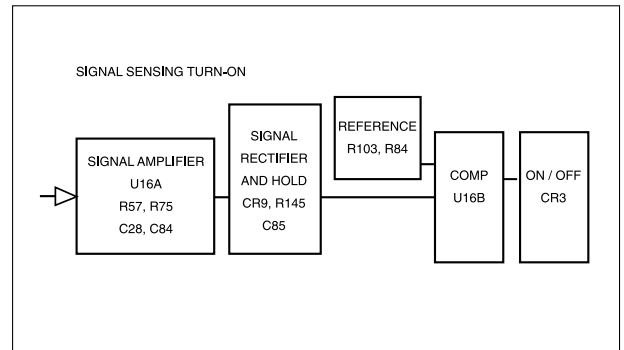 SIGNAL SENSING TURN-ON
SIGNAL AMPLIFIER
U16A
R57, R75
C28, C84
SIGNAL
RECTIFIER
AND HOLD
CR9, R145
C85
REFERENCE
R103, R84
COMP
U16B
ON / OFF
CR3